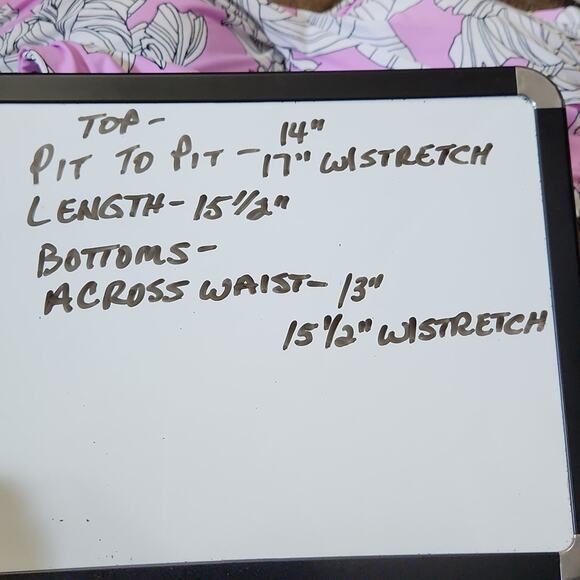 TOP-
PIT TO PIT - 14"
17" W/STRETCH
LENGTH- 15 1/2"
BOTTOMS-
ACROSS WAIST- 13"
15 1/2" W/STRETCH